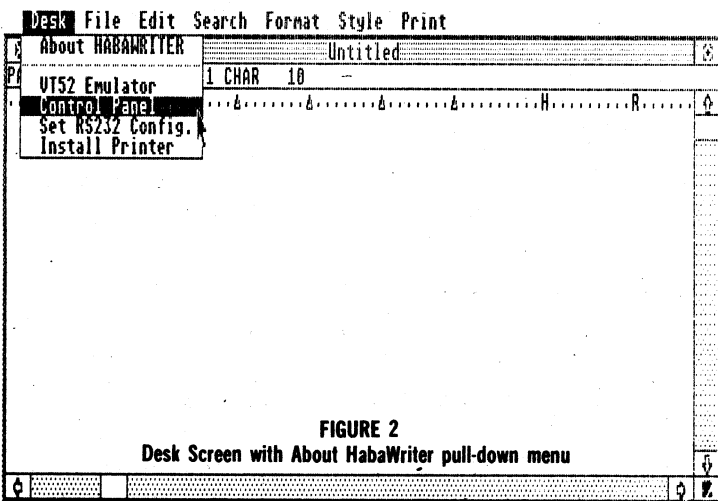 Desk File Edit Search Format Style Print
About HABAWRITER
Untitled
1 CHAR 10 —
VT52 Emulator
Control Panel
H R
Set RS232 Config.
Install Printer
FIGURE 2
Desk Screen with About HabaWriter pull-down menu